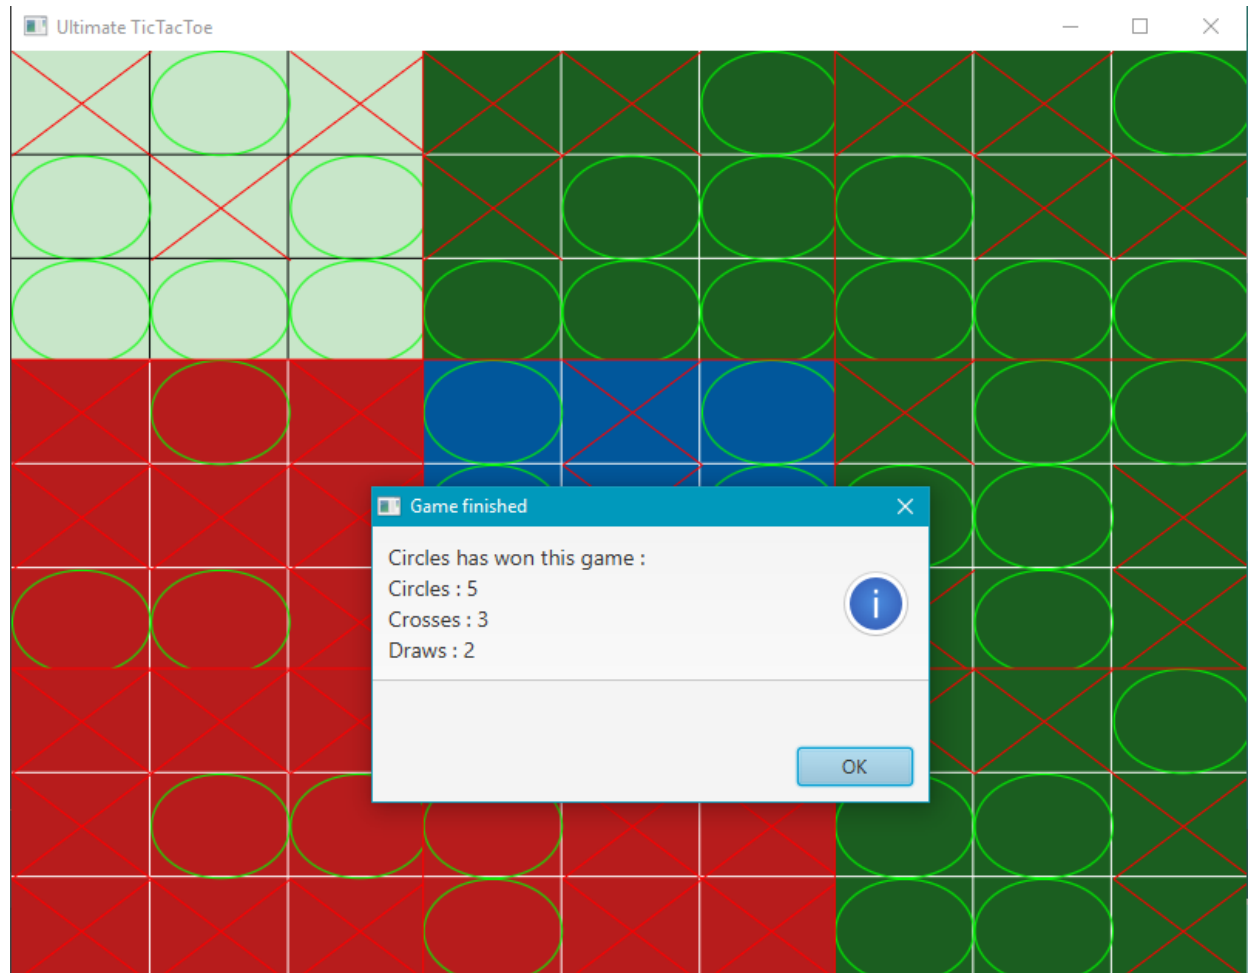 Ultimate TicTacToe
Game finished
Circles has won this game :
Circles : 5
Crosses : 3
Draws : 2
OK